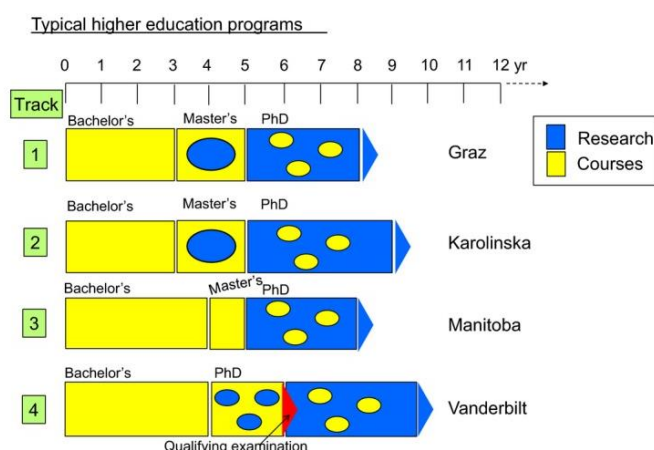 Typical higher education programs
0 1 2 3 4 5 6 7 8 9 10 11 12 yr
Track
Bachelor's Master's PhD
1 Graz
Research
Courses
Bachelor's Master's PhD
2 Karolinska
Bachelor's Master's PhD
3 Manitoba
Bachelor's PhD
4 Vanderbilt
Qualifying examination